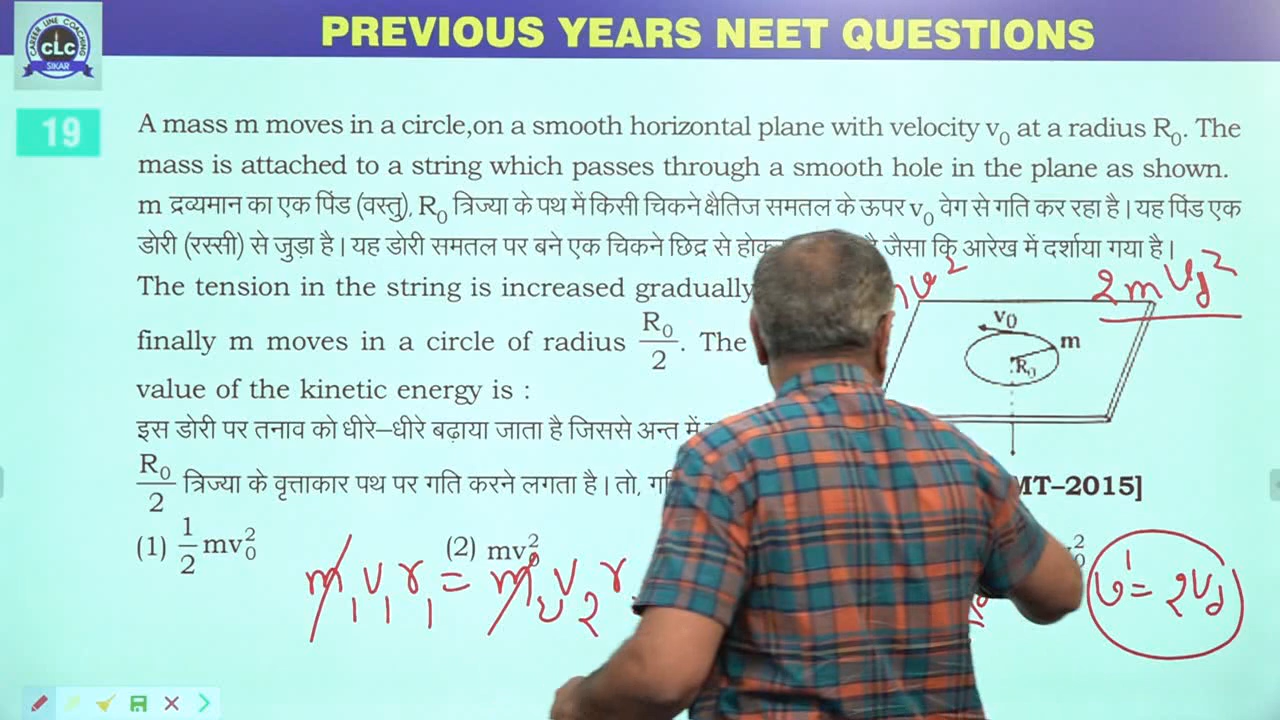 PREVIOUS YEARS NEET QUESTIONS
CAREER LINE COACHING
CLC
SIKAR
19
A mass m moves in a circle,on a smooth horizontal plane with velocity v₀ at a radius R₀. The
mass is attached to a string which passes through a smooth hole in the plane as shown.
m द्रव्यमान का एक पिंड (वस्तु), R₀ त्रिज्या के पथ में किसी चिकने क्षैतिज समतल के ऊपर v₀ वेग से गति कर रहा है। यह पिंड एक
डोरी (रस्सी) से जुड़ा है। यह डोरी समतल पर बने एक चिकने छिद्र से है जैसा कि आरेख में दर्शाया गया है।
The tension in the string is increased gradually
finally m moves in a circle of radius R₀/2. The
value of the kinetic energy is :
इस डोरी पर तनाव को धीरे–धीरे बढ़ाया जाता है जिससे अन्त में
R₀/2 त्रिज्या के वृत्ताकार पथ पर गति करने लगता है। तो,
MT–2015]
(1) 1/2 mv₀²
(2) mv₀²
v₀
m
R₀
2mv₀²
m₁v₁r₁ = m₂v₂r
v' = 2v₀